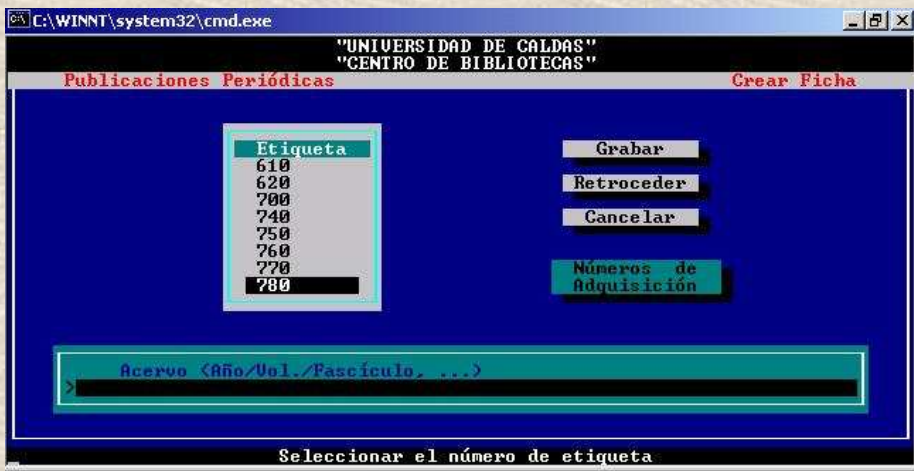 C:\WINNT\system32\cmd.exe
"UNIVERSIDAD DE CALDAS"
"CENTRO DE BIBLIOTECAS"
Publicaciones Periódicas Crear Ficha
Etiqueta
610
620
700
740
750
760
770
780
Grabar
Retroceder
Cancelar
Números de
Adquisición
Acervo (Año/Vol./Fascículo, ...)
>
Seleccionar el número de etiqueta